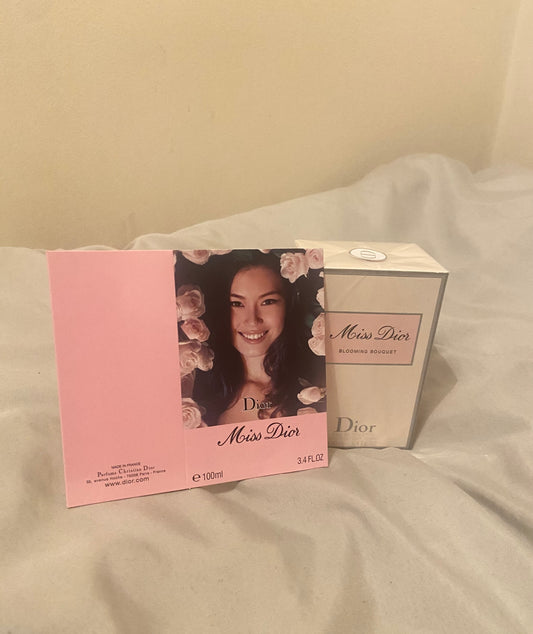 MADE IN FRANCE
Parfums Christian Dior
www.dior.com
Dior
Miss Dior
e 100ml
3.4 FL.OZ
Miss Dior
BLOOMING BOUQUET
Dior